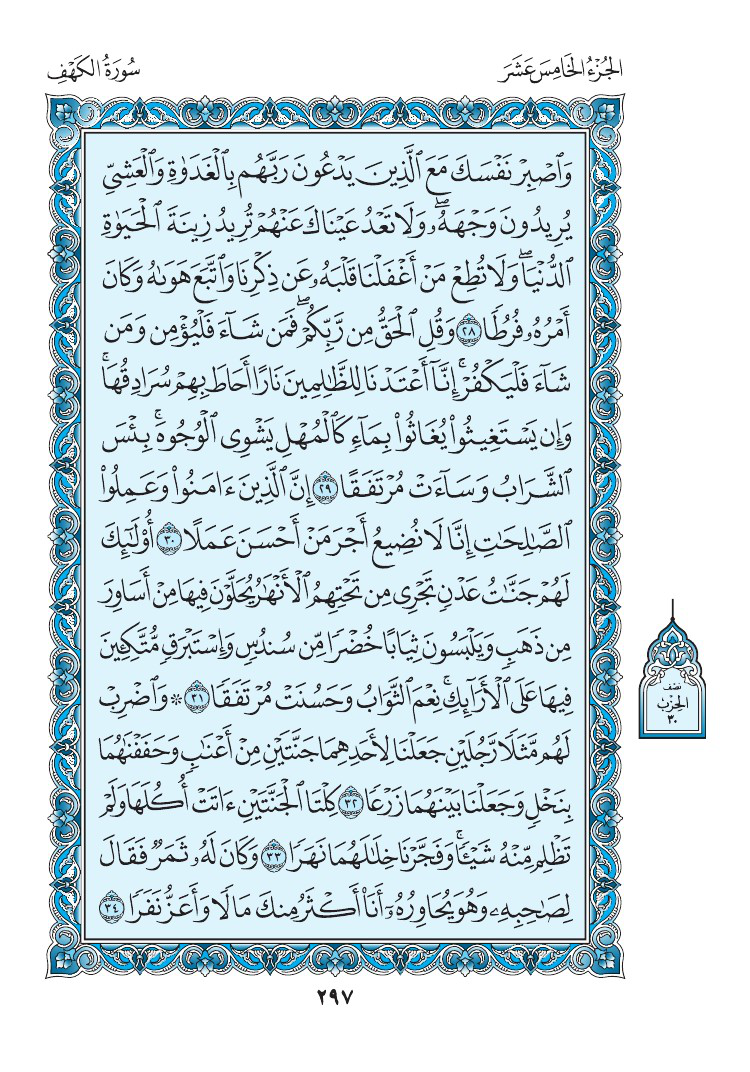 الجُزْءُ الخَامِسَ عَشَرَ
سُورَةُ الكَهْفِ
وَٱصۡبِرۡ نَفۡسَكَ مَعَ ٱلَّذِينَ يَدۡعُونَ رَبَّهُم بِٱلۡغَدَوٰةِ وَٱلۡعَشِيِّ
يُرِيدُونَ وَجۡهَهُۥۖ وَلَا تَعۡدُ عَيۡنَاكَ عَنۡهُمۡ تُرِيدُ زِينَةَ ٱلۡحَيَوٰةِ
ٱلدُّنۡيَاۖ وَلَا تُطِعۡ مَنۡ أَغۡفَلۡنَا قَلۡبَهُۥ عَن ذِكۡرِنَا وَٱتَّبَعَ هَوَىٰهُ وَكَانَ
أَمۡرُهُۥ فُرُطٗا ٢٨ وَقُلِ ٱلۡحَقُّ مِن رَّبِّكُمۡۖ فَمَن شَآءَ فَلۡيُؤۡمِن وَمَن
شَآءَ فَلۡيَكۡفُرۡۚ إِنَّآ أَعۡتَدۡنَا لِلظَّٰلِمِينَ نَارًا أَحَاطَ بِهِمۡ سُرَادِقُهَاۚ
وَإِن يَسۡتَغِيثُواْ يُغَاثُواْ بِمَآءٖ كَٱلۡمُهۡلِ يَشۡوِي ٱلۡوُجُوهَۚ بِئۡسَ
ٱلشَّرَابُ وَسَآءَتۡ مُرۡتَفَقًا ٢٩ إِنَّ ٱلَّذِينَ ءَامَنُواْ وَعَمِلُواْ
ٱلصَّٰلِحَٰتِ إِنَّا لَا نُضِيعُ أَجۡرَ مَنۡ أَحۡسَنَ عَمَلًا ٣٠ أُوْلَٰٓئِكَ
لَهُمۡ جَنَّٰتُ عَدۡنٖ تَجۡرِي مِن تَحۡتِهِمُ ٱلۡأَنۡهَٰرُ يُحَلَّوۡنَ فِيهَا مِنۡ أَسَاوِرَ
مِن ذَهَبٖ وَيَلۡبَسُونَ ثِيَابًا خُضۡرٗا مِّن سُندُسٖ وَإِسۡتَبۡرَقٖ مُّتَّكِـِٔينَ
فِيهَا عَلَى ٱلۡأَرَآئِكِۚ نِعۡمَ ٱلثَّوَابُ وَحَسُنَتۡ مُرۡتَفَقٗا ٣١ ۞ وَٱضۡرِبۡ
لَهُم مَّثَلٗا رَّجُلَيۡنِ جَعَلۡنَا لِأَحَدِهِمَا جَنَّتَيۡنِ مِنۡ أَعۡنَٰبٖ وَحَفَفۡنَٰهُمَا
بِنَخۡلٖ وَجَعَلۡنَا بَيۡنَهُمَا زَرۡعٗا ٣٢ كِلۡتَا ٱلۡجَنَّتَيۡنِ ءَاتَتۡ أُكُلَهَا وَلَمۡ
تَظۡلِم مِّنۡهُ شَيۡـٔٗاۚ وَفَجَّرۡنَا خِلَٰلَهُمَا نَهَرٗا ٣٣ وَكَانَ لَهُۥ ثَمَرٞ فَقَالَ
لِصَٰحِبِهِۦ وَهُوَ يُحَاوِرُهُۥٓ أَنَا۠ أَكۡثَرُ مِنكَ مَالٗا وَأَعَزُّ نَفَرٗا ٣٤
نصف
الحزب
٣٠
٢٩٧